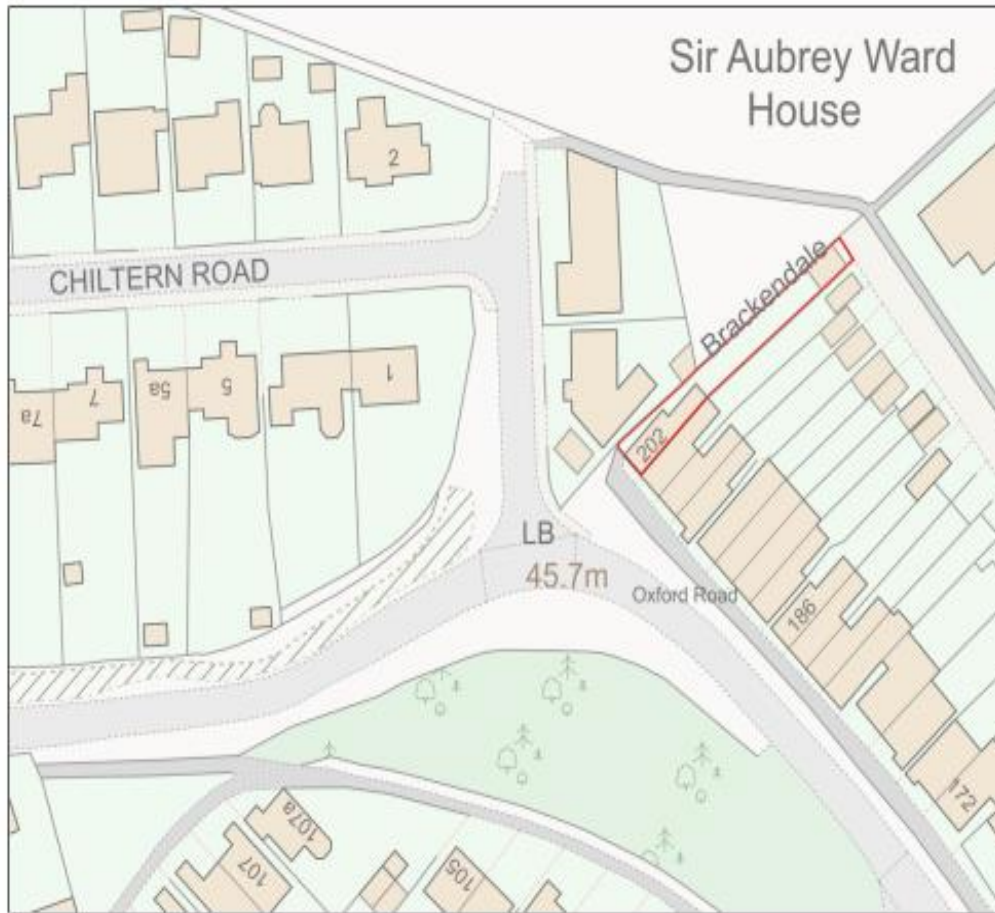 Sir Aubrey Ward
House
2
CHILTERN ROAD
Brackendale
7a
7
5a
5
1
202
LB
45.7m
Oxford Road
186
172
107a
107
105